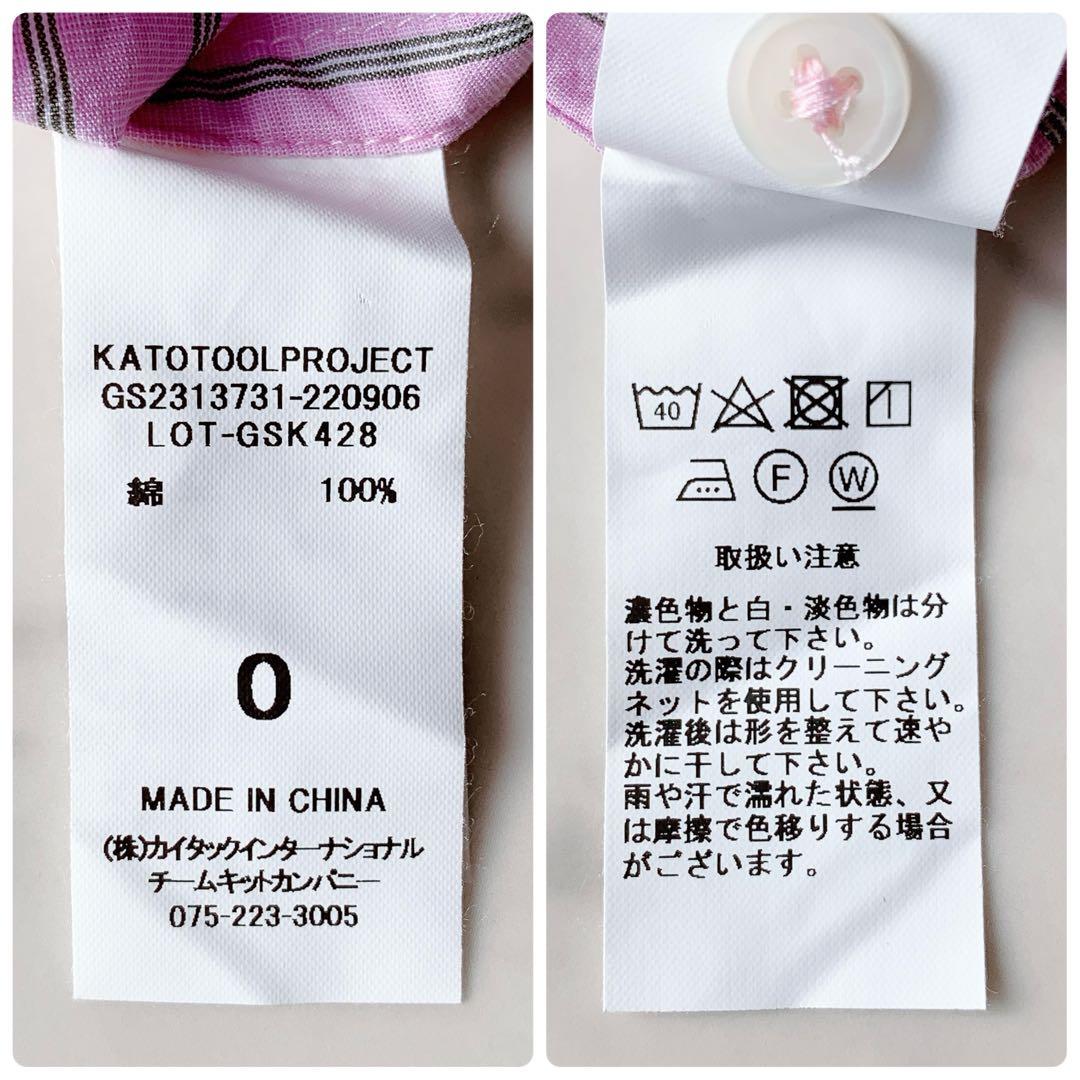 KATOTOOLPROJECT
GS2313731-220906
LOT-GSK428
綿 100%
0
MADE IN CHINA
(株)カイタックインターナショナル
チームキットカンパニー
075-223-3005
40
F W
取扱い注意
濃色物と白・淡色物は分
けて洗って下さい。
洗濯の際はクリーニング
ネットを使用して下さい。
洗濯後は形を整えて速や
かに干して下さい。
雨や汗で濡れた状態、又
は摩擦で色移りする場合
がございます。